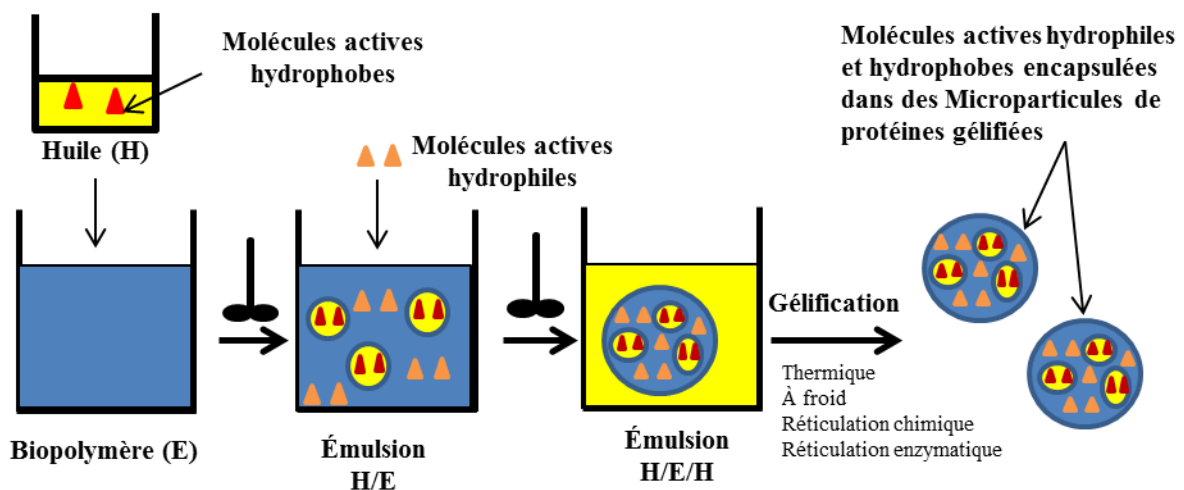 Molécules actives
hydrophobes
Huile (H)
Molécules actives
hydrophiles
Molécules actives hydrophiles
et hydrophobes encapsulées
dans des Microparticules de
protéines gélifiées
Gélification
Thermique
À froid
Réticulation chimique
Réticulation enzymatique
Biopolymère (E)
Émulsion
H/E
Émulsion
H/E/H